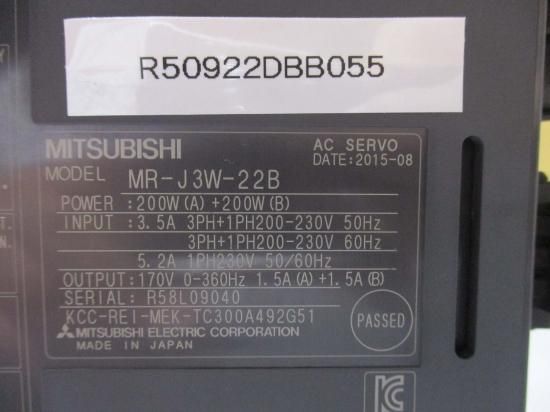 R50922DBB055
MITSUBISHI
AC SERVO
DATE:2015-08
MODEL MR-J3W-22B
POWER :200W(A)+200W(B)
INPUT :3.5A 3PH+1PH200-230V 50Hz
3PH+1PH200-230V 60Hz
5.2A 1PH230V 50/60Hz
OUTPUT:170V 0-360Hz 1.5A(A)+1.5A(B)
SERIAL: R58L09040
KCC-REI-MEK-TC300A492G51
MITSUBISHI ELECTRIC CORPORATION
MADE IN JAPAN
PASSED